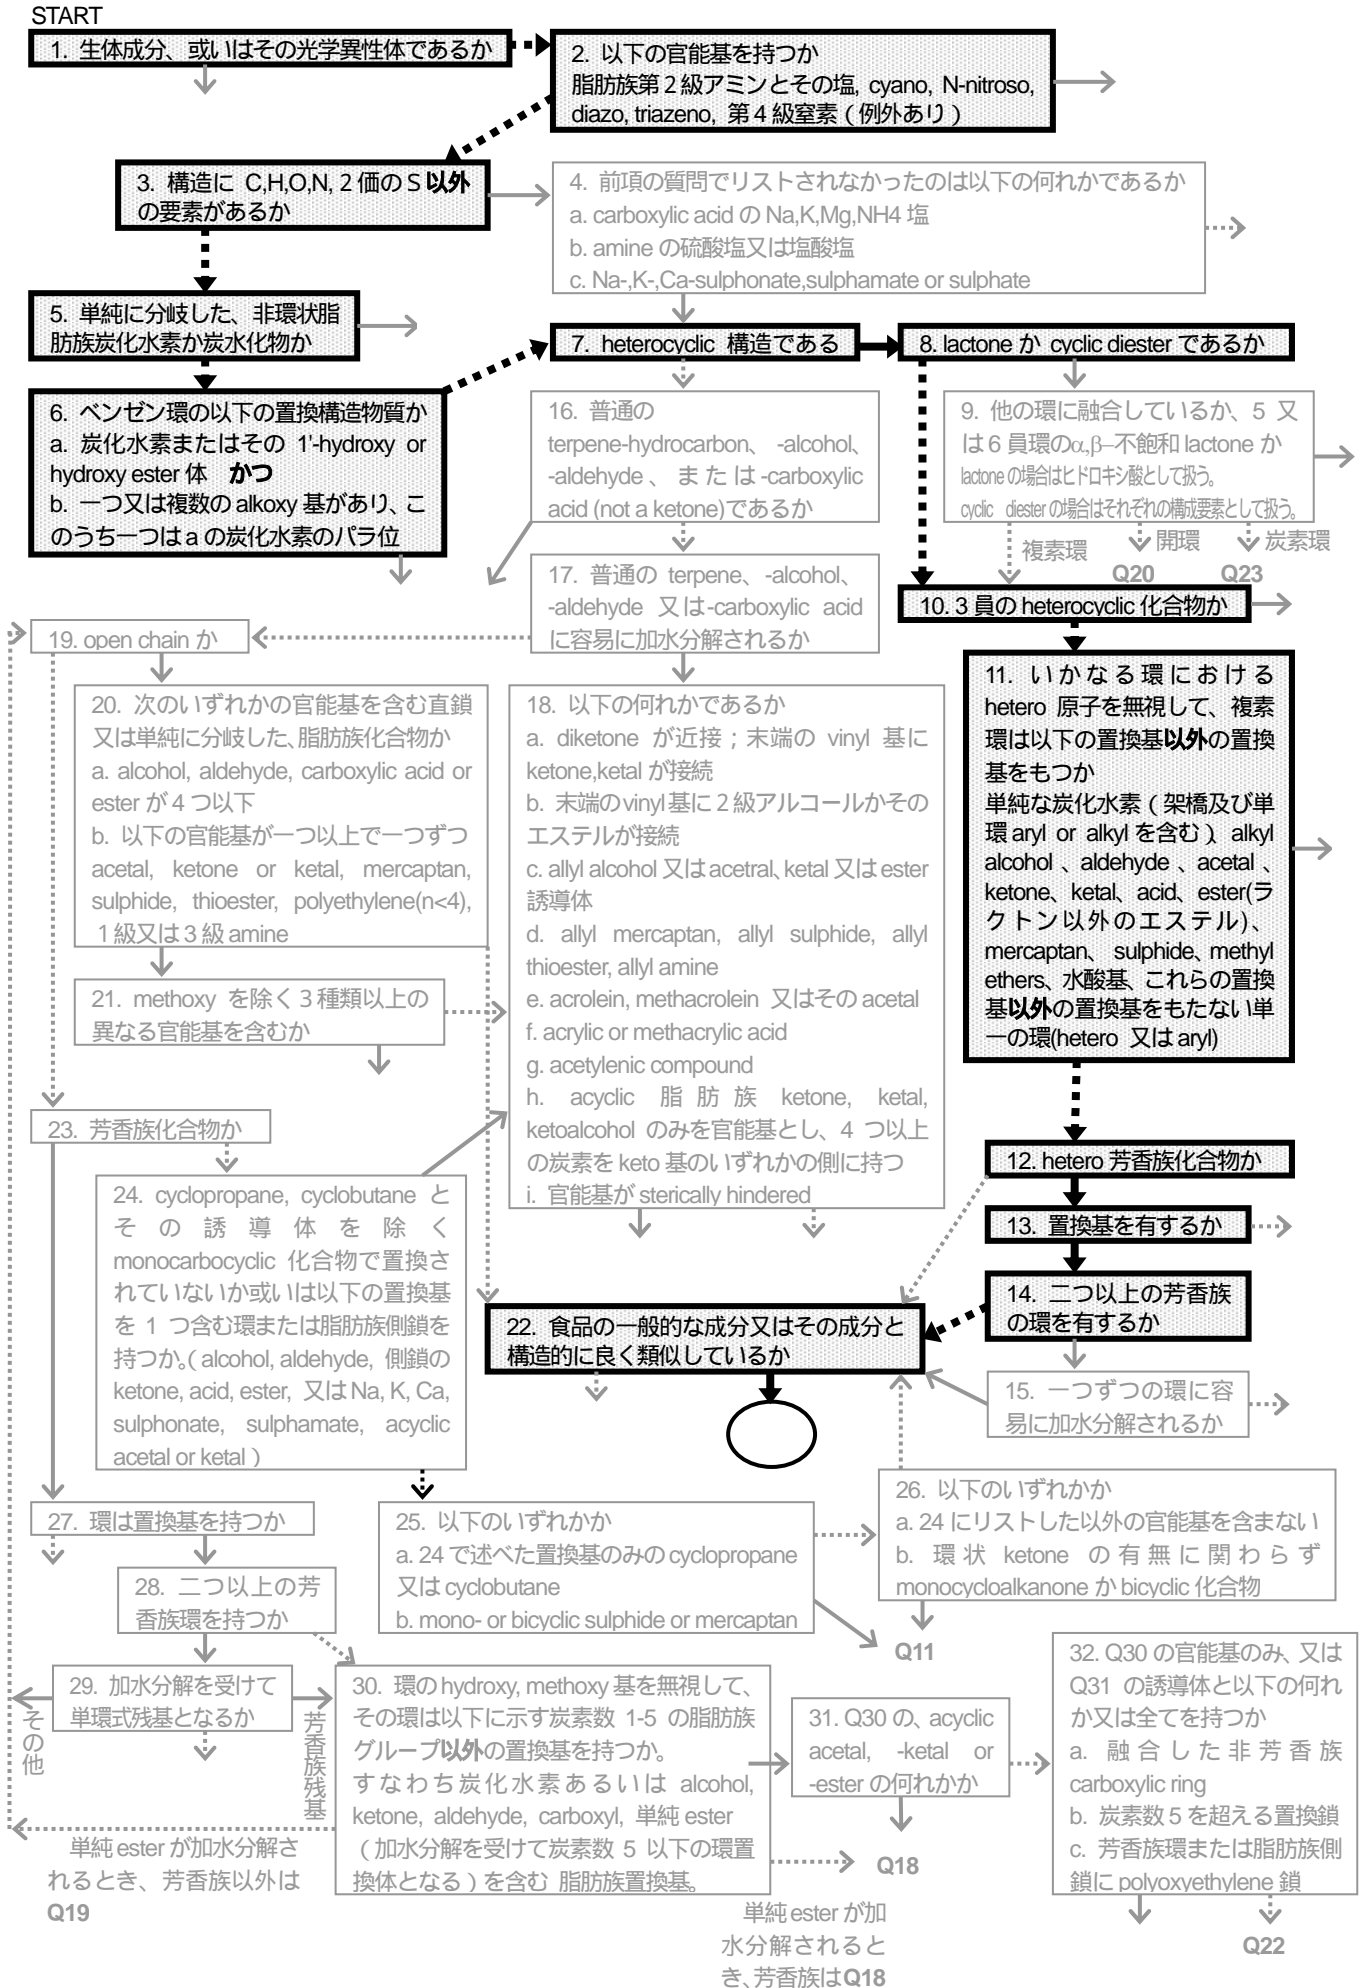 START
1. 生体成分、或いはその光学異性体であるか
2. 以下の官能基を持つか
脂肪族第２級アミンとその塩, cyano, N-nitroso,
diazo, triazeno, 第４級窒素（例外あり）
3. 構造に C,H,O,N, 2 価の S 以外
の要素があるか
4. 前項の質問でリストされなかったのは以下の何れかであるか
a. carboxylic acid の Na,K,Mg,NH4 塩
b. amine の硫酸塩又は塩酸塩
c. Na-,K-,Ca-sulphonate,sulphamate or sulphate
5. 単純に分岐した、非環状脂
肪族炭化水素か炭水化物か
6. ベンゼン環の以下の置換構造物質か
a. 炭化水素またはその 1'-hydroxy or
hydroxy ester 体 かつ
b. 一つ又は複数の alkoxy 基があり、こ
のうち一つは a の炭化水素のパラ位
7. heterocyclic 構造である
8. lactone か cyclic diester であるか
9. 他の環に融合しているか、5 又
は 6 員環のα,β–不飽和 lactone か
lactone の場合はヒドロキシ酸として扱う。
cyclic diester の場合はそれぞれの構成要素として扱う。
複素環
開環
炭素環
Q20
Q23
10. 3 員の heterocyclic 化合物か
11. いかなる環における
hetero 原子を無視して、複素
環は以下の置換基以外の置換
基をもつか
単純な炭化水素（架橋及び単
環 aryl or alkyl を含む）、alkyl
alcohol 、aldehyde 、acetal 、
ketone、ketal、acid、ester(ラ
クトン以外のエステル)、
mercaptan、 sulphide、methyl
ethers、水酸基、これらの置換
基以外の置換基をもたない単
一の環(hetero 又は aryl)
12. hetero 芳香族化合物か
13. 置換基を有するか
14. 二つ以上の芳香族
の環を有するか
15. 一つずつの環に容
易に加水分解されるか
16. 普通の
terpene-hydrocarbon、 -alcohol、
-aldehyde 、または -carboxylic
acid (not a ketone)であるか
17. 普通の terpene、-alcohol、
-aldehyde 又は-carboxylic acid
に容易に加水分解されるか
18. 以下の何れかであるか
a. diketone が近接；末端の vinyl 基に
ketone,ketal が接続
b. 末端の vinyl 基に 2 級アルコールかその
エステルが接続
c. allyl alcohol 又は acetral、ketal 又は ester
誘導体
d. allyl mercaptan, allyl sulphide, allyl
thioester, allyl amine
e. acrolein, methacrolein 又はその acetal
f. acrylic or methacrylic acid
g. acetylenic compound
h. acyclic 脂肪族 ketone, ketal,
ketoalcohol のみを官能基とし、4 つ以上
の炭素を keto 基のいずれかの側に持つ
i. 官能基が sterically hindered
19. open chain か
20. 次のいずれかの官能基を含む直鎖
又は単純に分岐した、脂肪族化合物か
a. alcohol, aldehyde, carboxylic acid or
ester が 4 つ以下
b. 以下の官能基が一つ以上で一つずつ
acetal, ketone or ketal, mercaptan,
sulphide, thioester, polyethylene(n<4),
１級又は３級 amine
21. methoxy を除く３種類以上の
異なる官能基を含むか
22. 食品の一般的な成分又はその成分と
構造的に良く類似しているか
23. 芳香族化合物か
24. cyclopropane, cyclobutane と
その誘導体を除く
monocarbocyclic 化合物で置換さ
れていないか或いは以下の置換基
を 1 つ含む環または脂肪族側鎖を
持つか。（alcohol, aldehyde, 側鎖の
ketone, acid, ester, 又は Na, K, Ca,
sulphonate, sulphamate, acyclic
acetal or ketal）
25. 以下のいずれかか
a. 24 で述べた置換基のみの cyclopropane
又は cyclobutane
b. mono- or bicyclic sulphide or mercaptan
Q11
26. 以下のいずれかか
a. 24 にリストした以外の官能基を含まない
b. 環状 ketone の有無に関わらず
monocycloalkanone か bicyclic 化合物
27. 環は置換基を持つか
28. 二つ以上の芳
香族環を持つか
29. 加水分解を受けて
単環式残基となるか
その他
芳香族残基
30. 環の hydroxy, methoxy 基を無視して、
その環は以下に示す炭素数 1-5 の脂肪族
グループ以外の置換基を持つか。
すなわち炭化水素あるいは alcohol,
ketone, aldehyde, carboxyl, 単純 ester
（加水分解を受けて炭素数 5 以下の環置
換体となる）を含む 脂肪族置換基。
31. Q30 の、acyclic
acetal, -ketal or
-ester の何れかか
Q18
32. Q30 の官能基のみ、又は
Q31 の誘導体と以下の何れ
か又は全てを持つか
a. 融合した非芳香族
carboxylic ring
b. 炭素数 5 を超える置換鎖
c. 芳香族環または脂肪族側
鎖に polyoxyethylene 鎖
Q22
単純 ester が加水分解さ
れるとき、芳香族以外は
Q19
単純 ester が加
水分解されると
き、芳香族は Q18